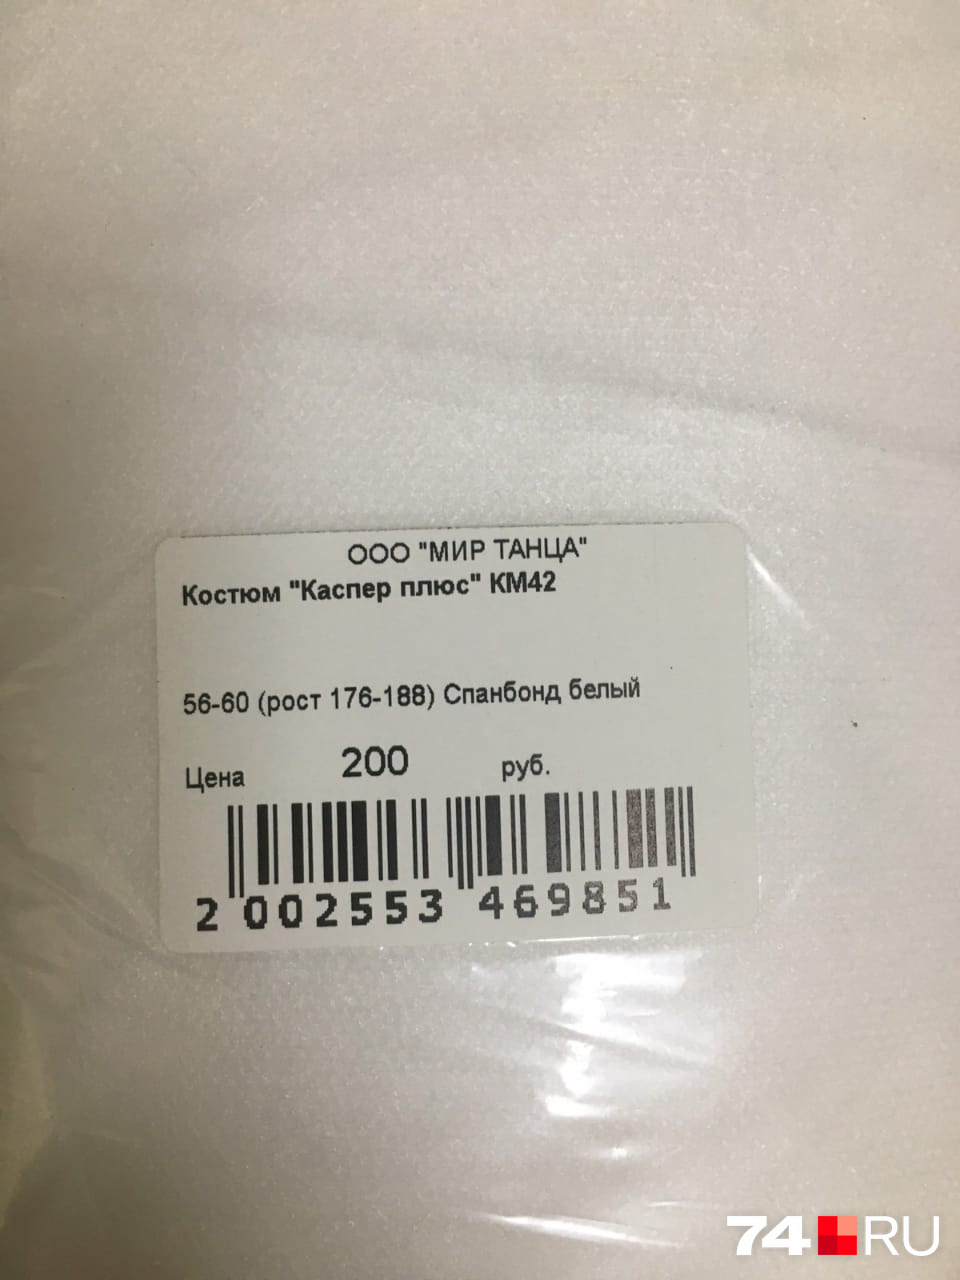 ООО "МИР ТАНЦА"
Костюм "Каспер плюс" КМ42
56-60 (рост 176-188) Спанбонд белый
Цена 200 руб.
2 002553 469851
74 RU